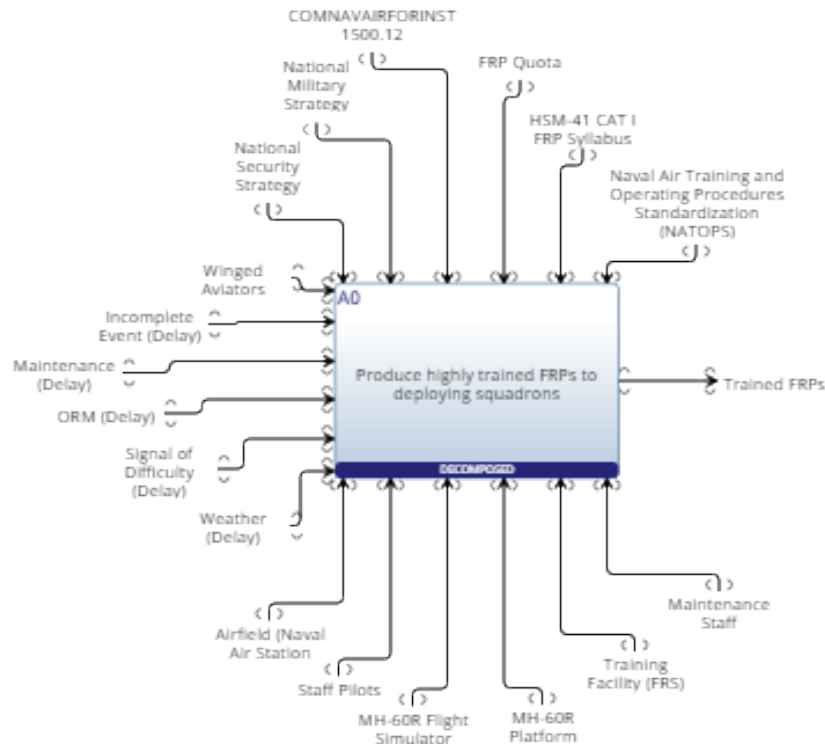 COMNAVAIRFORINST
1500.12
National
Military
Strategy
FRP Quota
HSM-41 CAT I
FRP Syllabus
National
Security
Strategy
Naval Air Training and
Operating Procedures
Standardization
(NATOPS)
Winged
Aviators
Incomplete
Event (Delay)
Maintenance
(Delay)
ORM (Delay)
Signal of
Difficulty
(Delay)
Weather
(Delay)
A0
Produce highly trained FRPs to
deploying squadrons
DECOMPOSED
Trained FRPs
Airfield (Naval
Air Station
Staff Pilots
MH-60R Flight
Simulator
MH-60R
Platform
Training
Facility (FRS)
Maintenance
Staff